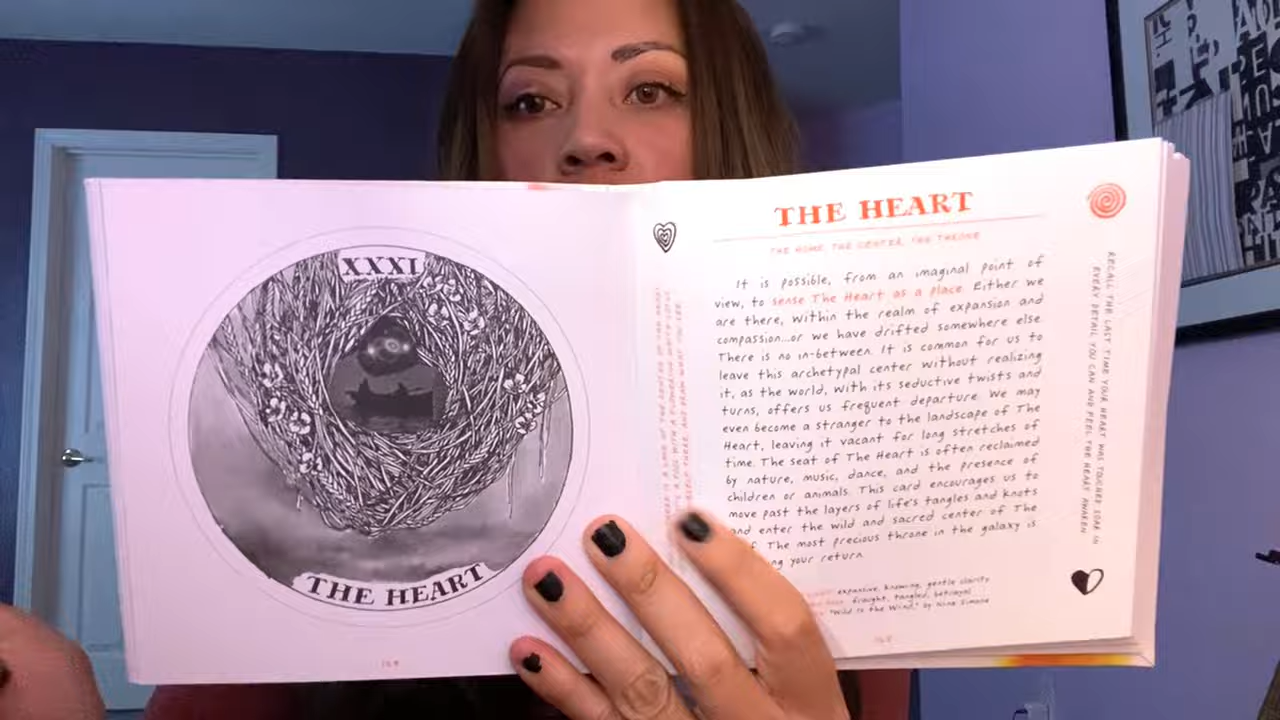 XXXI
THE HEART
THE HEART
THE HOME, THE CENTER, THE THRONE
It is possible, from an imaginal point of
view, to sense The Heart as a place. Either we
are there, within the realm of expansion and
compassion...or we have drifted somewhere else.
There is no in-between. It is common for us to
leave this archetypal center without realizing
it, as the world, with its seductive twists and
turns, offers us frequent departure. We may
even become a stranger to the landscape of The
Heart, leaving it vacant for long stretches of
time. The seat of The Heart is often reclaimed
by nature, music, dance, and the presence of
children or animals. This card encourages us to
move past the layers of life's tangles and knots
and enter the wild and sacred center of The
The most precious throne in the galaxy is
your return.
expansive, knowing, gentle clarity
fraught, tangled, betrayal
"Wild Is the Wind," by Nina Simone
RECALL THE LAST TIME YOUR HEART WAS TOUCHED. SOAK IN
EVERY DETAIL YOU CAN AND FEEL THE HEART AWAKEN